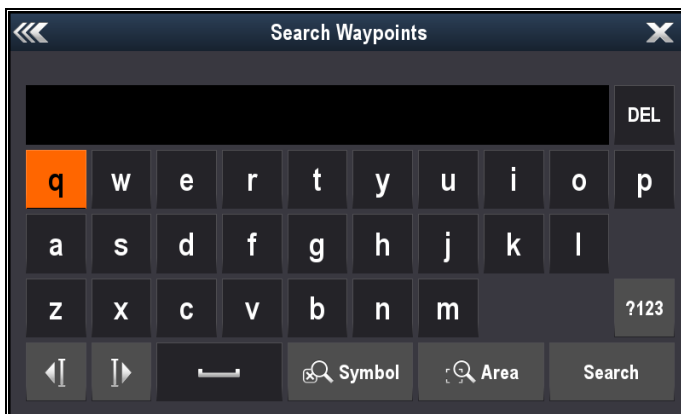 Search Waypoints
DEL
q w e r t y u i o p
a s d f g h j k l
z x c v b n m ?123
Symbol Area Search